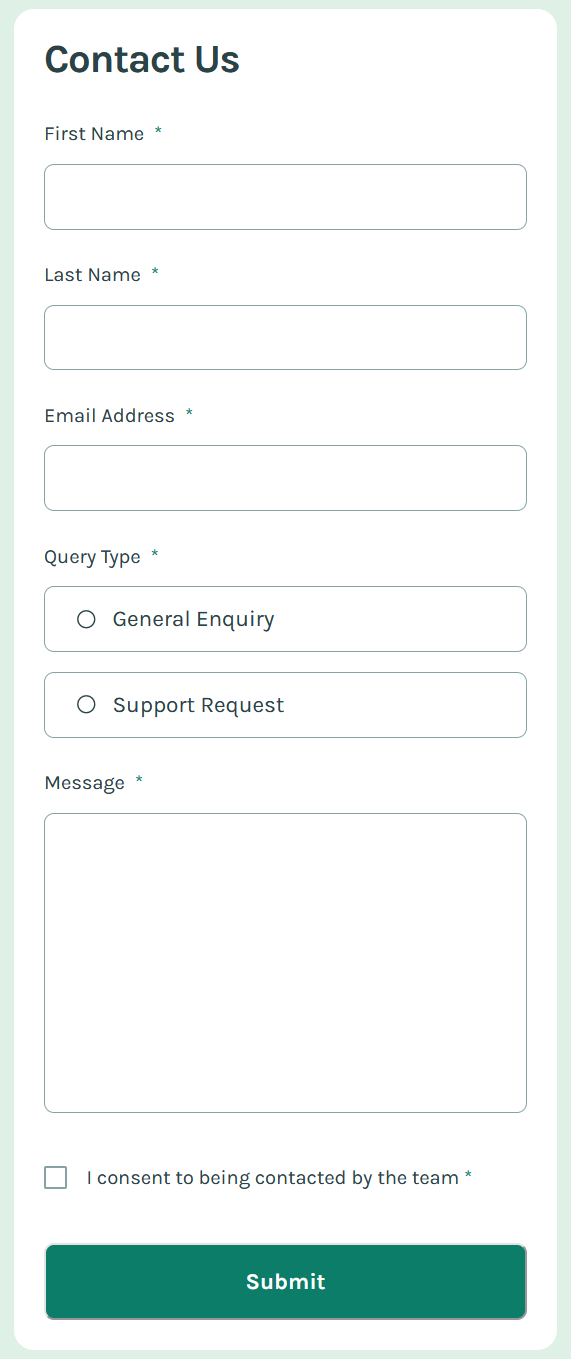 Contact Us
First Name *
Last Name *
Email Address *
Query Type *
General Enquiry
Support Request
Message *
I consent to being contacted by the team *
Submit